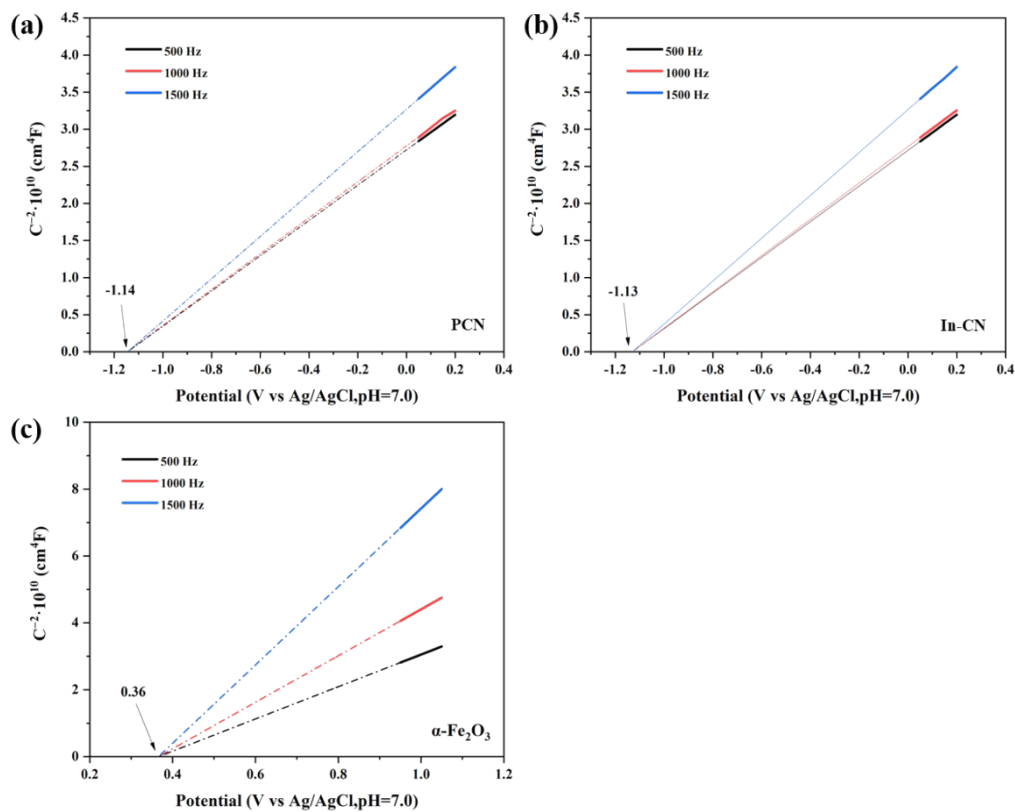 (a)
4.5
4.0
3.5
3.0
2.5
2.0
1.5
1.0
0.5
0.0
C⁻²·10¹⁰ (cm⁴F)
500 Hz
1000 Hz
1500 Hz
-1.14
PCN
-1.2 -1.0 -0.8 -0.6 -0.4 -0.2 0.0 0.2 0.4
Potential (V vs Ag/AgCl,pH=7.0)
(b)
4.5
4.0
3.5
3.0
2.5
2.0
1.5
1.0
0.5
0.0
C⁻²·10¹⁰ (cm⁴F)
500 Hz
1000 Hz
1500 Hz
-1.13
In-CN
-1.2 -1.0 -0.8 -0.6 -0.4 -0.2 0.0 0.2 0.4
Potential (V vs Ag/AgCl,pH=7.0)
(c)
10
8
6
4
2
0
C⁻²·10¹⁰ (cm⁴F)
500 Hz
1000 Hz
1500 Hz
0.36
α-Fe₂O₃
0.2 0.4 0.6 0.8 1.0 1.2
Potential (V vs Ag/AgCl,pH=7.0)